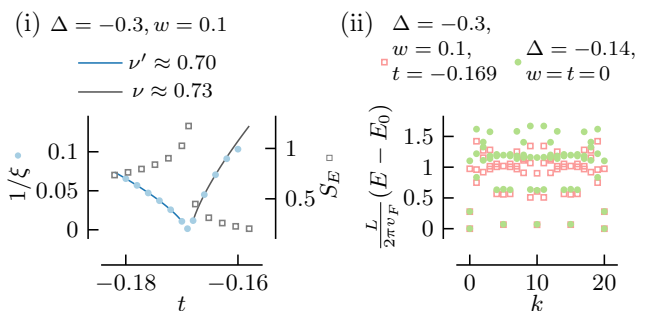 (i) Δ = −0.3, w = 0.1
ν′ ≈ 0.70
ν ≈ 0.73
1/ξ
0.1
0.05
0
1
0.5
S_E
−0.18
−0.16
t
(ii)
Δ = −0.3,
w = 0.1,
t = −0.169
Δ = −0.14,
w = t = 0
L/2πv_F (E − E_0)
1.5
1
0.5
0
0
10
20
k